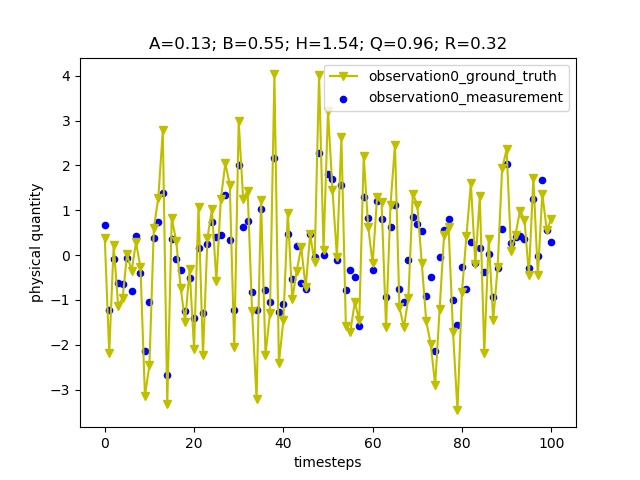 A=0.13; B=0.55; H=1.54; Q=0.96; R=0.32
observation0_ground_truth
observation0_measurement
4
3
2
1
0
−1
−2
−3
physical quantity
0 20 40 60 80 100
timesteps